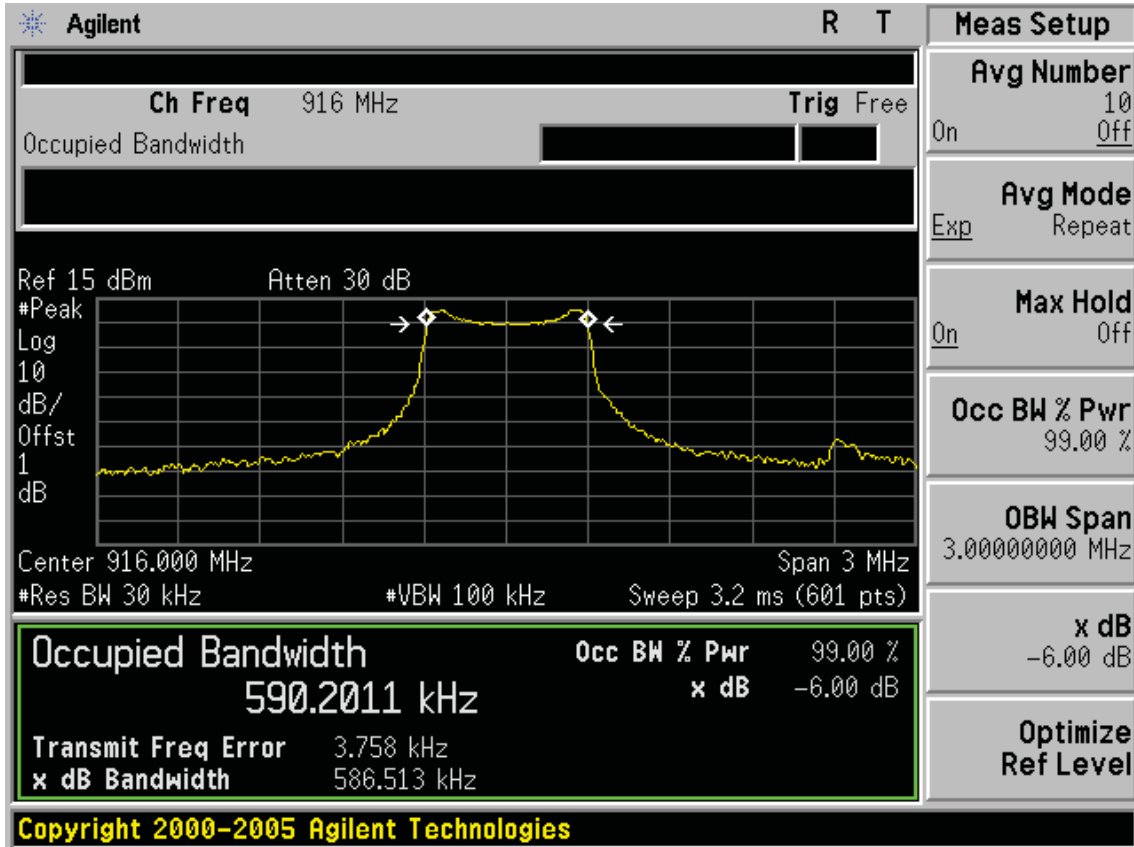 Agilent R T
Ch Freq 916 MHz Trig Free
Occupied Bandwidth
Ref 15 dBm Atten 30 dB
#Peak
Log
10
dB/
Offst
1
dB
Center 916.000 MHz Span 3 MHz
#Res BW 30 kHz #VBW 100 kHz Sweep 3.2 ms (601 pts)
Occupied Bandwidth Occ BW % Pwr 99.00 %
590.2011 kHz x dB -6.00 dB
Transmit Freq Error 3.758 kHz
x dB Bandwidth 586.513 kHz
Copyright 2000-2005 Agilent Technologies
Meas Setup
Avg Number
10
On Off
Avg Mode
Exp Repeat
Max Hold
On Off
Occ BW % Pwr
99.00 %
OBW Span
3.00000000 MHz
x dB
-6.00 dB
Optimize
Ref Level